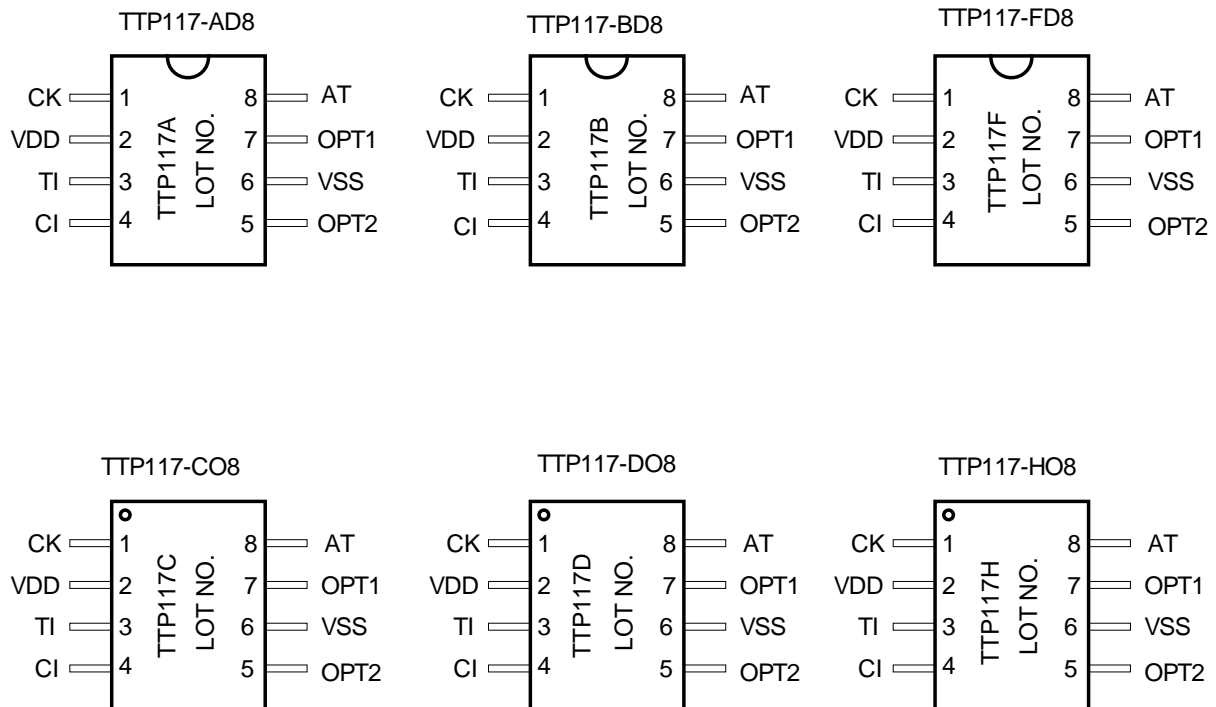 TTP117-AD8
CK 1 8 AT
VDD 2 7 OPT1
TI 3 6 VSS
CI 4 5 OPT2
TTP117A
LOT NO.
TTP117-BD8
CK 1 8 AT
VDD 2 7 OPT1
TI 3 6 VSS
CI 4 5 OPT2
TTP117B
LOT NO.
TTP117-FD8
CK 1 8 AT
VDD 2 7 OPT1
TI 3 6 VSS
CI 4 5 OPT2
TTP117F
LOT NO.
TTP117-CO8
CK 1 8 AT
VDD 2 7 OPT1
TI 3 6 VSS
CI 4 5 OPT2
TTP117C
LOT NO.
TTP117-DO8
CK 1 8 AT
VDD 2 7 OPT1
TI 3 6 VSS
CI 4 5 OPT2
TTP117D
LOT NO.
TTP117-HO8
CK 1 8 AT
VDD 2 7 OPT1
TI 3 6 VSS
CI 4 5 OPT2
TTP117H
LOT NO.